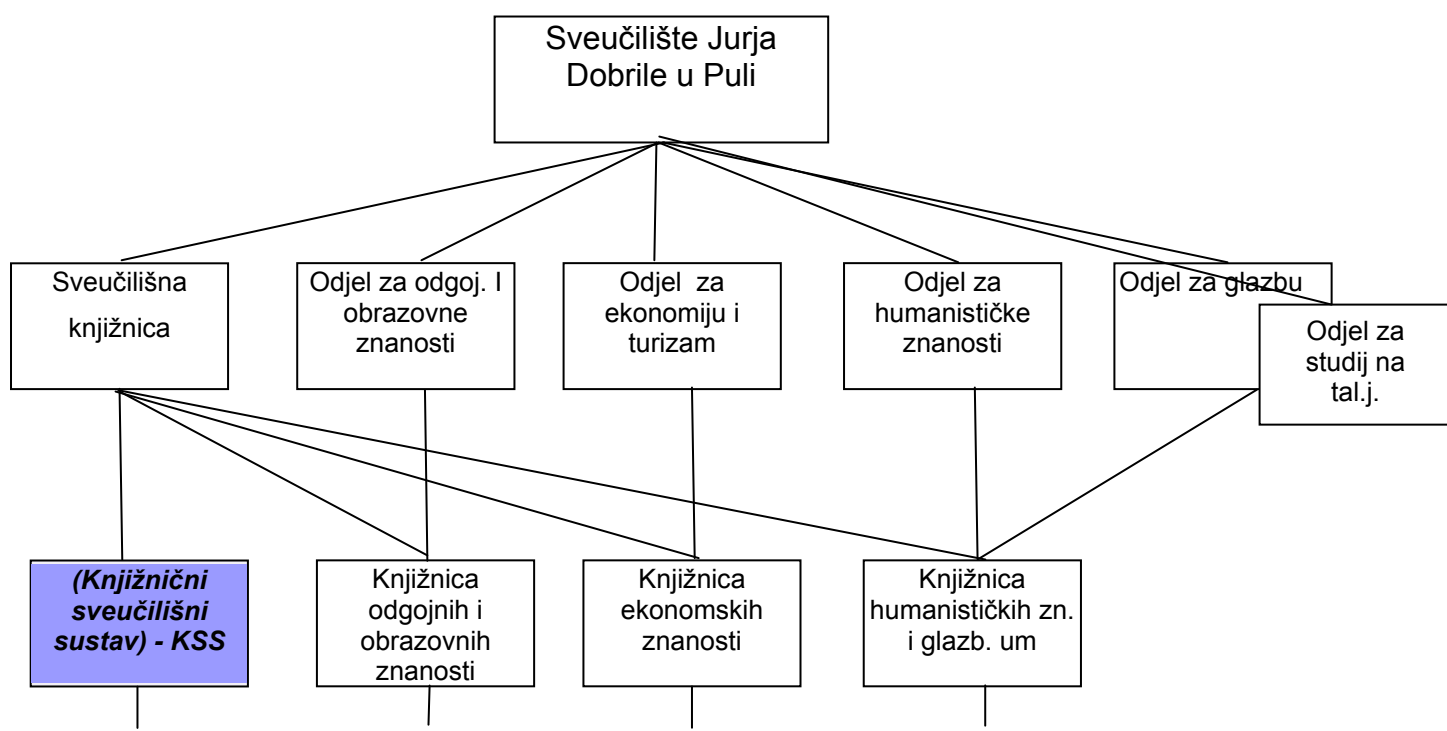 Sveučilište Jurja
Dobrile u Puli
Sveučilišna
knjižnica
Odjel za odgoj. I
obrazovne
znanosti
Odjel za
ekonomiju i
turizam
Odjel za
humanističke
znanosti
Odjel za glazbu
Odjel za
studij na
tal.j.
(Knjižnični
sveučilišni
sustav) - KSS
Knjižnica
odgojnih i
obrazovnih
znanosti
Knjižnica
ekonomskih
znanosti
Knjižnica
humanističkih zn.
i glazb. um